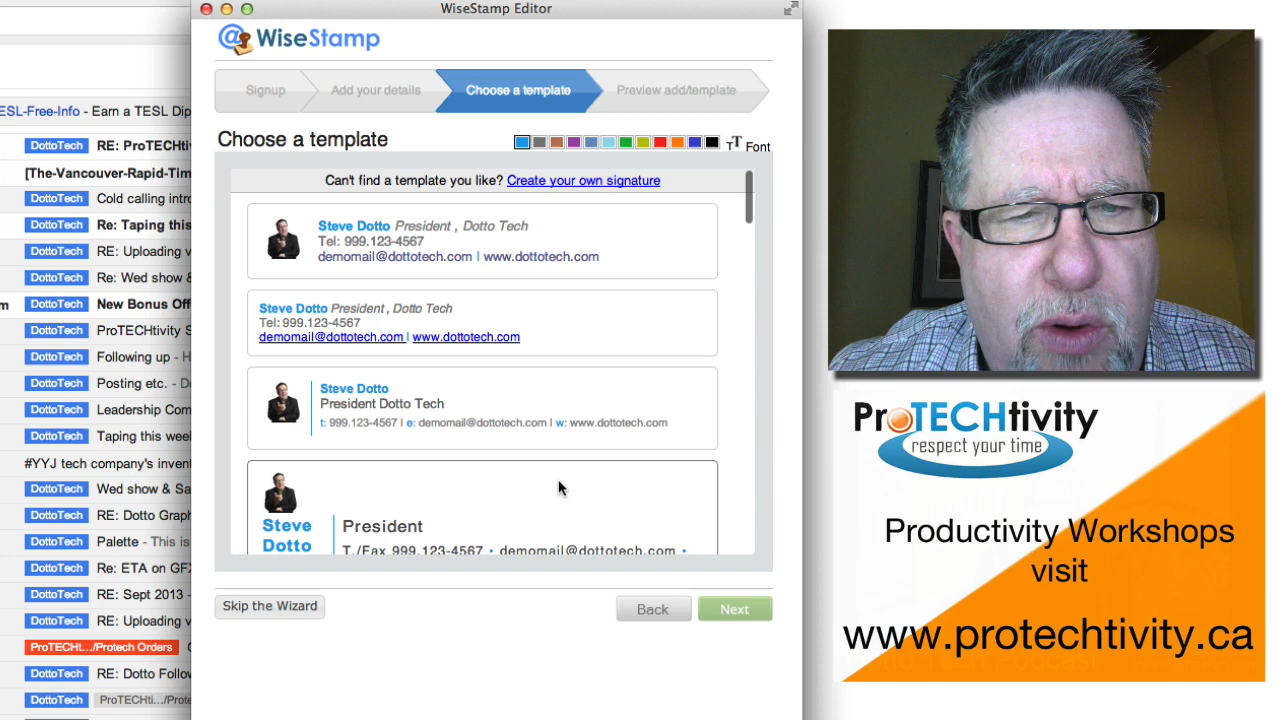 WiseStamp Editor
WiseStamp
Signup
Add your details
Choose a template
Preview add/template
Choose a template
Font
Can't find a template you like? Create your own signature
Steve Dotto President , Dotto Tech
Tel: 999.123-4567
demomail@dottotech.com | www.dottotech.com
Steve Dotto President , Dotto Tech
Tel: 999.123-4567
demomail@dottotech.com | www.dottotech.com
Steve Dotto
President Dotto Tech
t: 999.123-4567 | e: demomail@dottotech.com | w: www.dottotech.com
Steve
Dotto
President
T./Fax 999.123-4567 • demomail@dottotech.com •
Skip the Wizard
Back
Next
ESL-Free-Info - Earn a TESL Dip
DottoTech RE: ProTECHti
[The-Vancouver-Rapid-Tim
DottoTech Cold calling intro
DottoTech Re: Taping this
DottoTech RE: Uploading v
DottoTech Re: Wed show &
m DottoTech New Bonus Off
DottoTech ProTECHtivity S
DottoTech Following up - H
DottoTech Posting etc. - De
DottoTech Leadership Com
DottoTech Taping this week
#YYJ tech company's inven
DottoTech Wed show & Sa
DottoTech RE: Dotto Graph
DottoTech Palette - This is
DottoTech Re: ETA on GFX
DottoTech RE: Sept 2013 -
DottoTech RE: Uploading v
ProTECHt.../Protech Orders
DottoTech RE: Dotto Follow
DottoTech ProTECHti.../Prote
ProTECHtivity
respect your time
Productivity Workshops
visit
www.protechtivity.ca